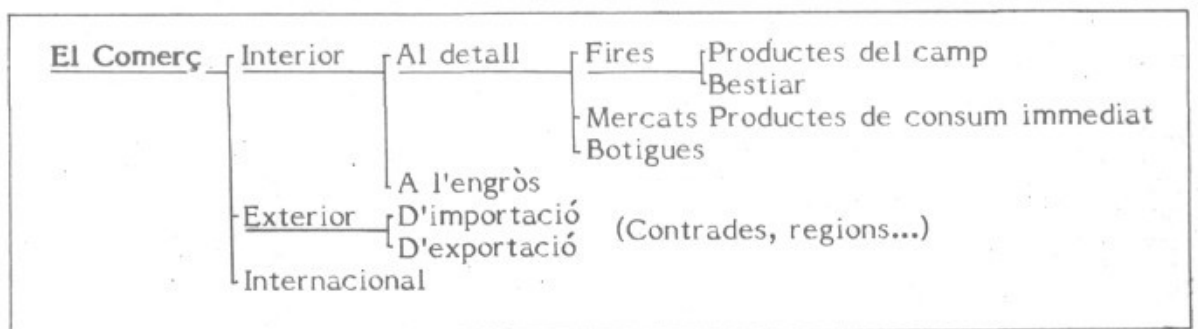 El Comerç Interior Al detall Fires Productes del camp
Bestiar
Mercats Productes de consum immediat
Botigues
A l'engròs
Exterior D'importació
(Contrades, regions...)
D'exportació
Internacional